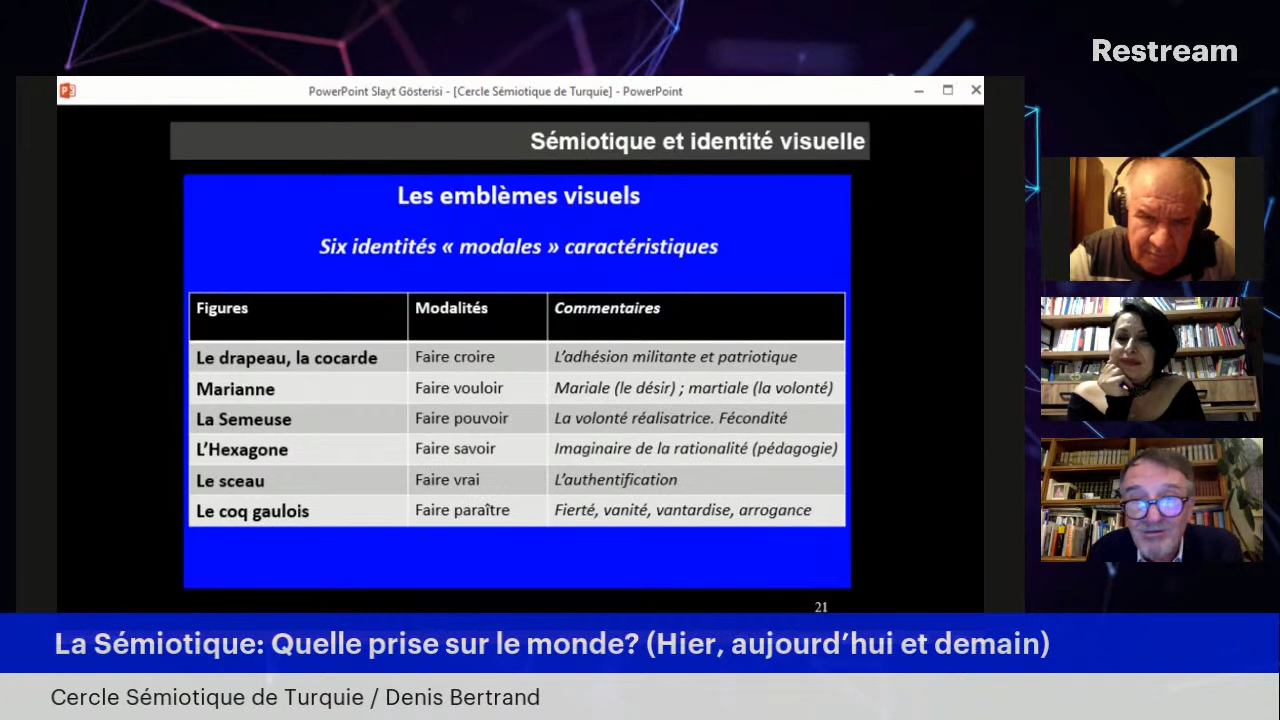 Restream
PowerPoint Slayt Gösterisi - [Cercle Sémiotique de Turquie] - PowerPoint
Sémiotique et identité visuelle
Les emblèmes visuels
Six identités « modales » caractéristiques
Figures Modalités Commentaires
Le drapeau, la cocarde Faire croire L'adhésion militante et patriotique
Marianne Faire vouloir Mariale (le désir) ; martiale (la volonté)
La Semeuse Faire pouvoir La volonté réalisatrice. Fécondité
L'Hexagone Faire savoir Imaginaire de la rationalité (pédagogie)
Le sceau Faire vrai L'authentification
Le coq gaulois Faire paraître Fierté, vanité, vantardise, arrogance
21
La Sémiotique: Quelle prise sur le monde? (Hier, aujourd'hui et demain)
Cercle Sémiotique de Turquie / Denis Bertrand